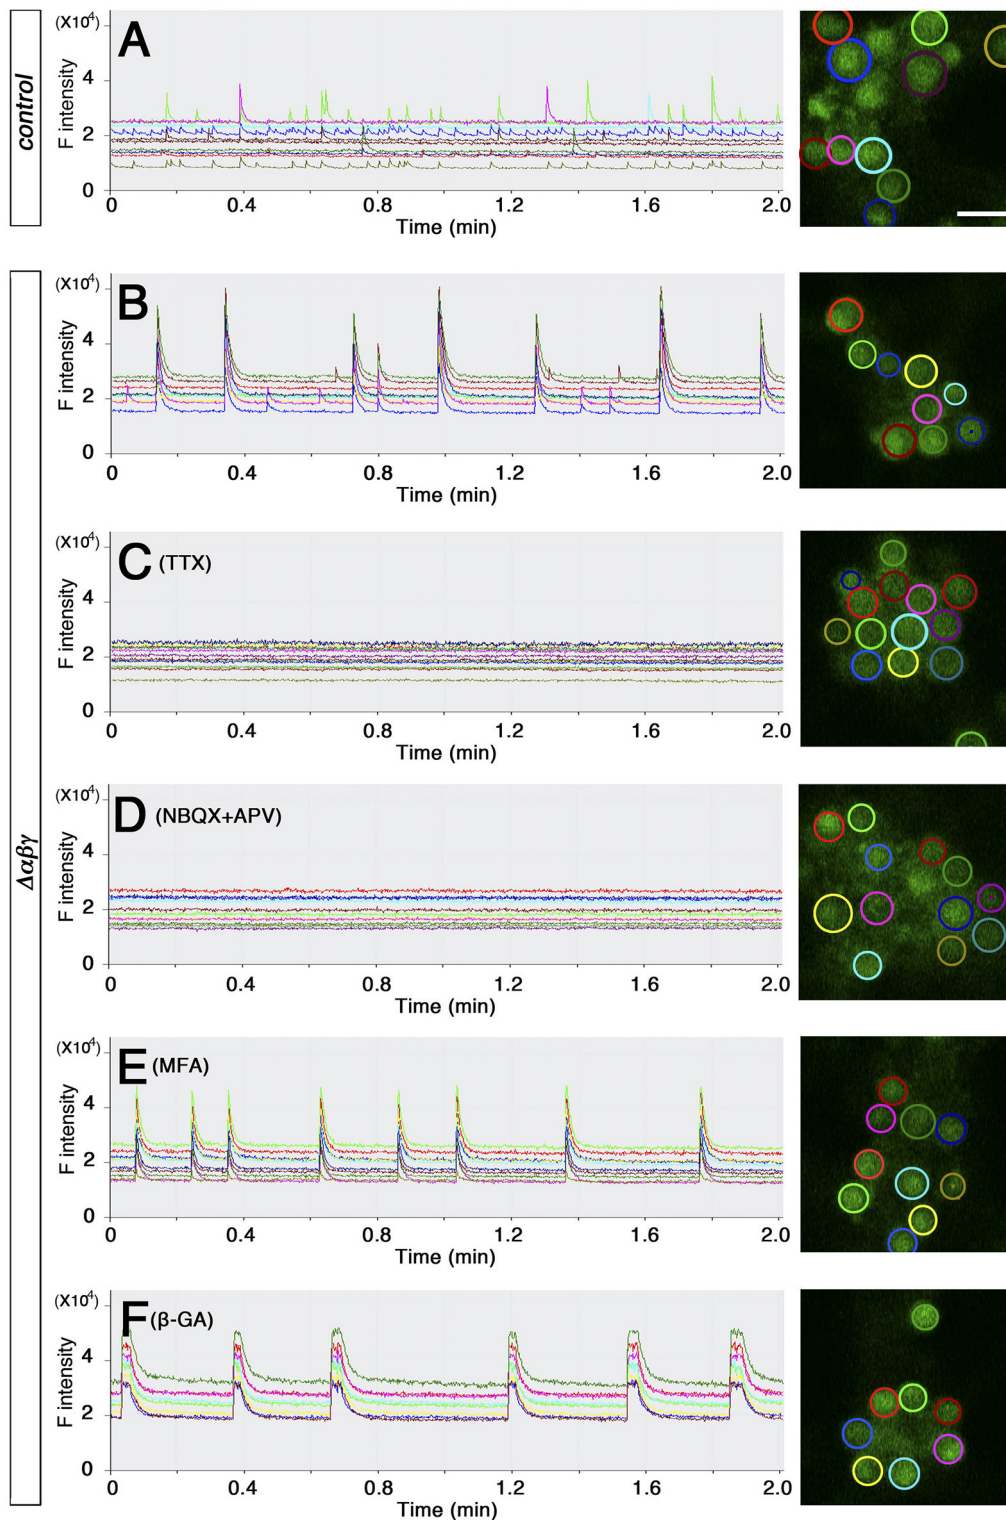 control
A
(X10⁴)
4
2
0
F intensity
0 0.4 0.8 1.2 1.6 2.0
Time (min)
Δαβγ
B
(X10⁴)
4
2
0
F intensity
0 0.4 0.8 1.2 1.6 2.0
Time (min)
C (TTX)
(X10⁴)
4
2
0
F intensity
0 0.4 0.8 1.2 1.6 2.0
Time (min)
D (NBQX+APV)
(X10⁴)
4
2
0
F intensity
0 0.4 0.8 1.2 1.6 2.0
Time (min)
E (MFA)
(X10⁴)
4
2
0
F intensity
0 0.4 0.8 1.2 1.6 2.0
Time (min)
F (β-GA)
(X10⁴)
4
2
0
F intensity
0 0.4 0.8 1.2 1.6 2.0
Time (min)